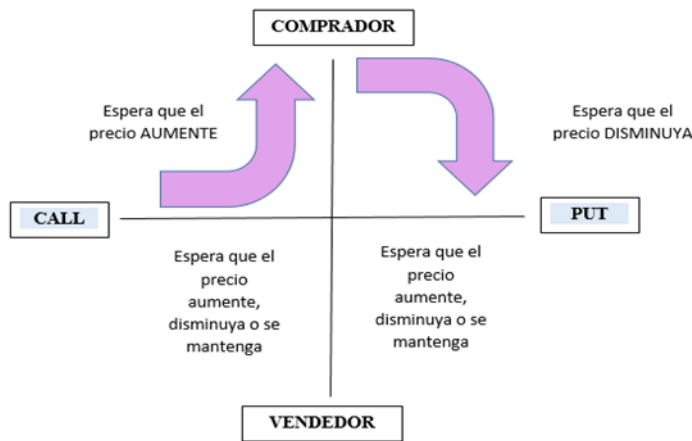 COMPRADOR
Espera que el
precio AUMENTE
Espera que el
precio DISMINUYA
CALL
PUT
Espera que el
precio
aumente,
disminuya o se
mantenga
Espera que el
precio
aumente,
disminuya o se
mantenga
VENDEDOR